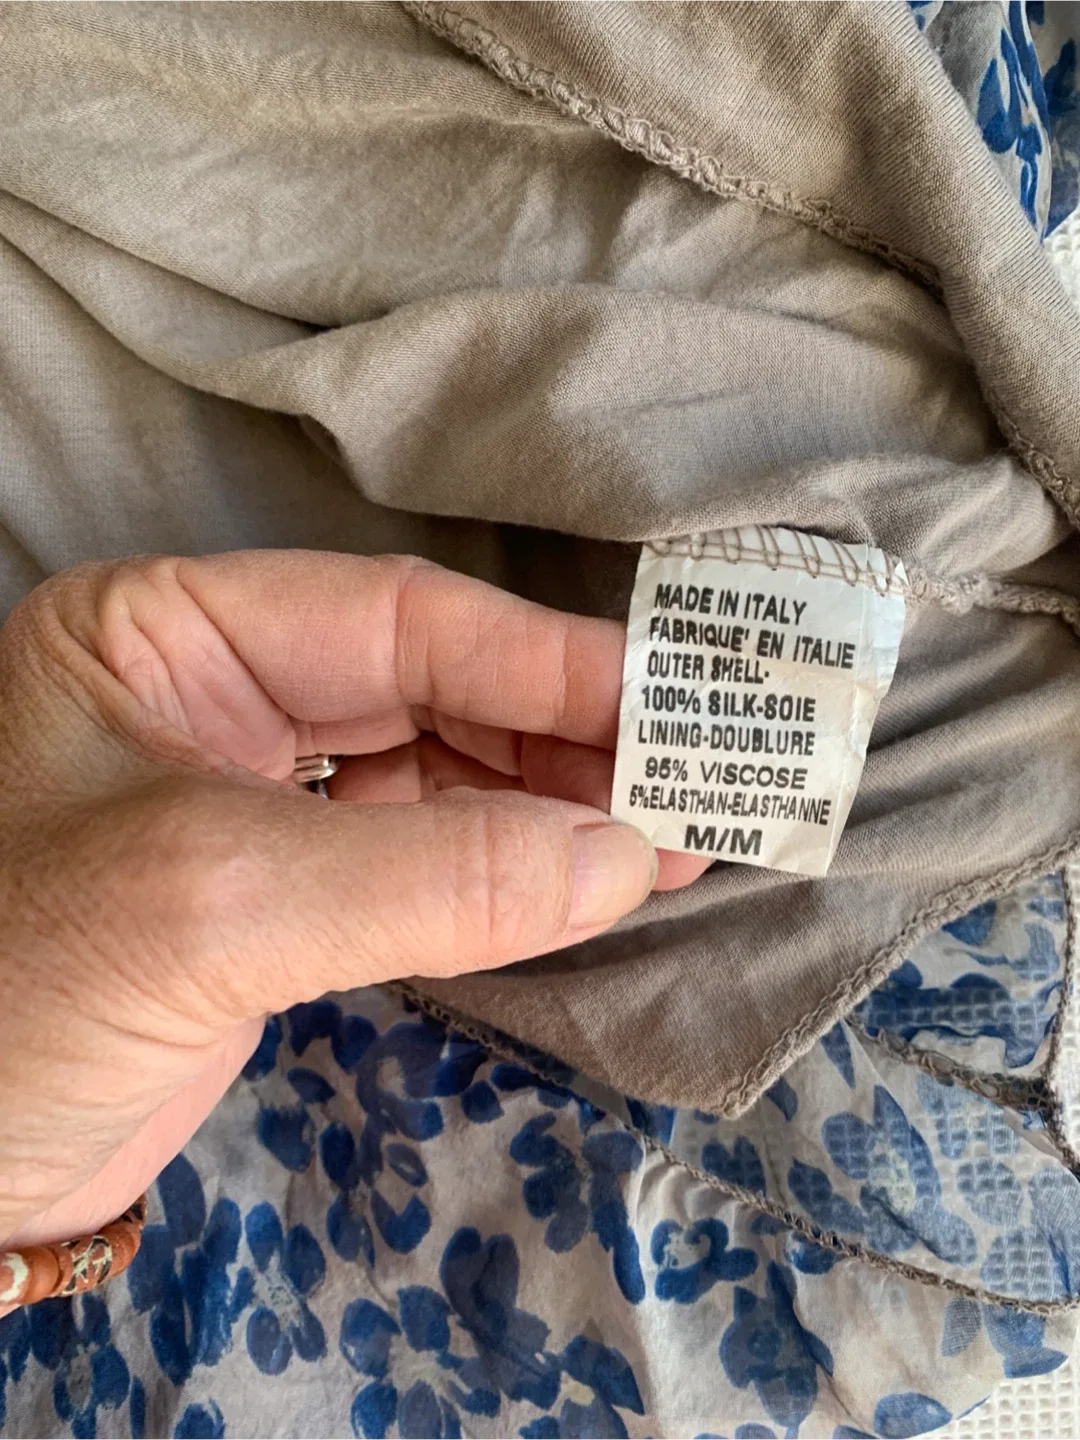 MADE IN ITALY
FABRIQUE' EN ITALIE
OUTER SHELL-
100% SILK-SOIE
LINING-DOUBLURE
95% VISCOSE
5%ELASTHAN-ELASTHANNE
M/M